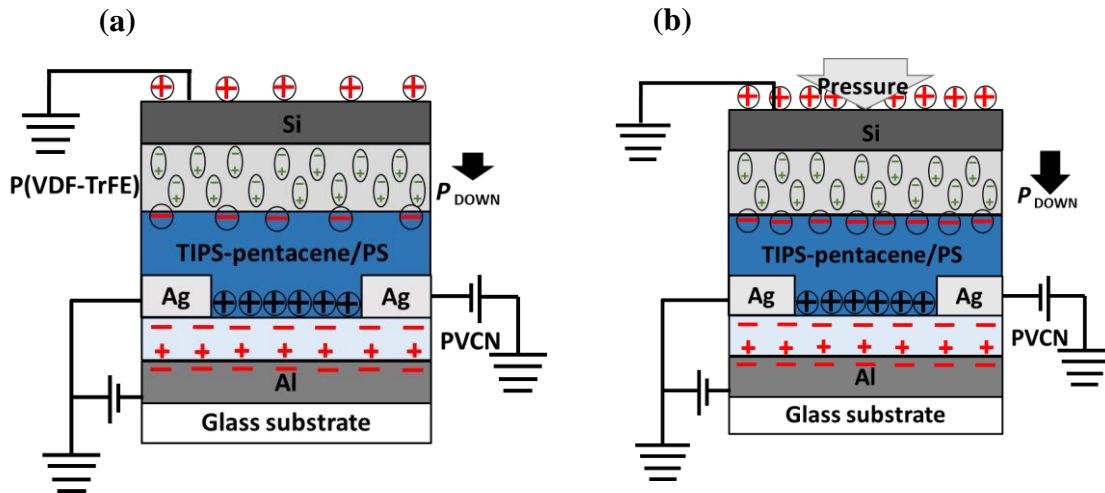 (a)
Si
P(VDF-TrFE)
P DOWN
TIPS-pentacene/PS
Ag
Ag
PVCN
Al
Glass substrate
(b)
Pressure
Si
P DOWN
TIPS-pentacene/PS
Ag
Ag
PVCN
Al
Glass substrate